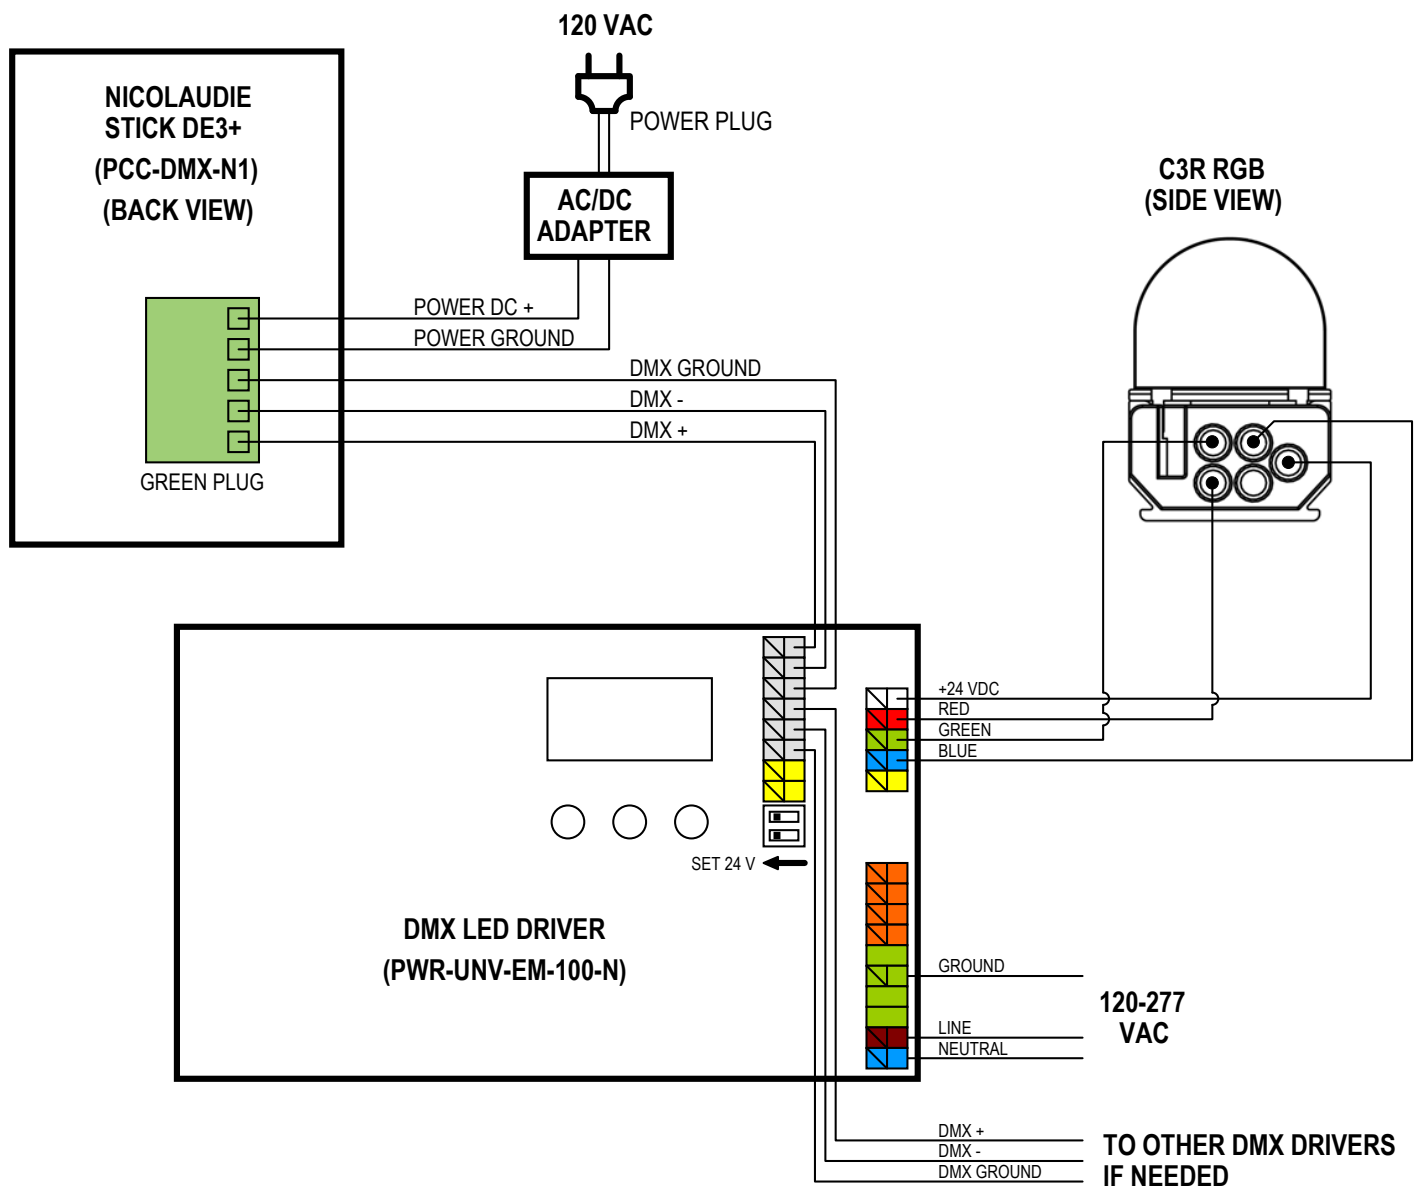 120 VAC
POWER PLUG
NICOLAUDIE
STICK DE3+
(PCC-DMX-N1)
(BACK VIEW)
AC/DC
ADAPTER
C3R RGB
(SIDE VIEW)
POWER DC +
POWER GROUND
DMX GROUND
DMX -
DMX +
GREEN PLUG
+24 VDC
RED
GREEN
BLUE
SET 24 V
DMX LED DRIVER
(PWR-UNV-EM-100-N)
GROUND
LINE
NEUTRAL
120-277
VAC
DMX +
DMX -
DMX GROUND
TO OTHER DMX DRIVERS
IF NEEDED